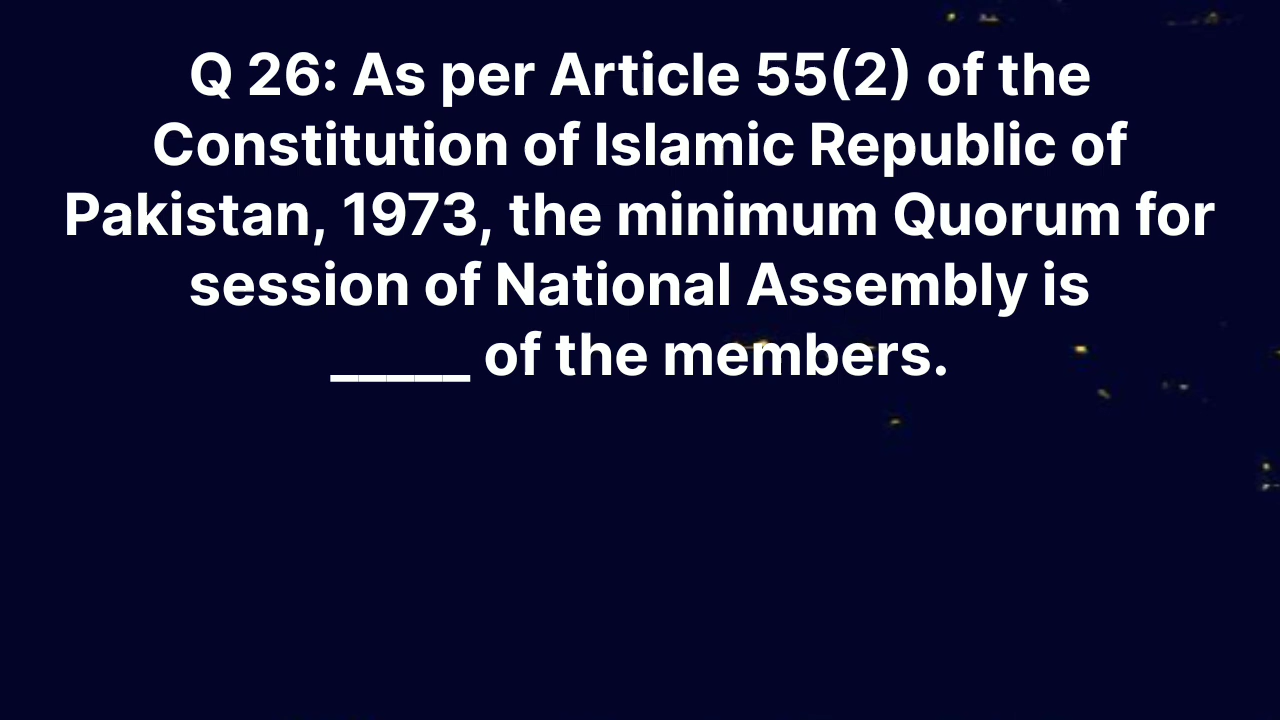 Q 26: As per Article 55(2) of the
Constitution of Islamic Republic of
Pakistan, 1973, the minimum Quorum for
session of National Assembly is
_____ of the members.